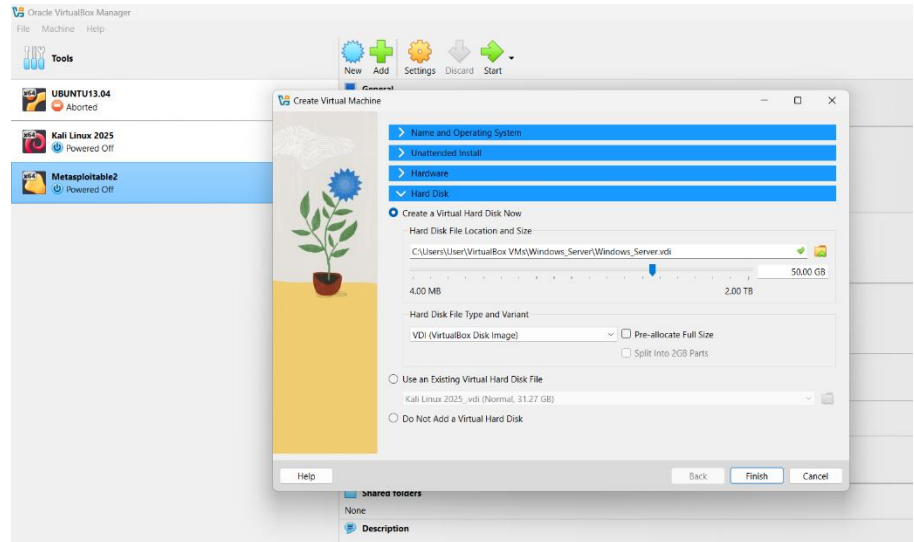 Oracle VirtualBox Manager
File Machine Help
Tools
New Add Settings Discard Start
General
x64 UBUNTU13.04
Aborted
x64 Kali Linux 2025
Powered Off
x64 Metasploitable2
Powered Off
Create Virtual Machine
Name and Operating System
Unattended Install
Hardware
Hard Disk
Create a Virtual Hard Disk Now
Hard Disk File Location and Size
C:\Users\User\VirtualBox VMs\Windows_Server\Windows_Server.vdi
50.00 GB
4.00 MB 2.00 TB
Hard Disk File Type and Variant
VDI (VirtualBox Disk Image) Pre-allocate Full Size
Split Into 2GB Parts
Use an Existing Virtual Hard Disk File
Kali Linux 2025_.vdi (Normal, 31.27 GB)
Do Not Add a Virtual Hard Disk
Help Back Finish Cancel
Shared folders
None
Description